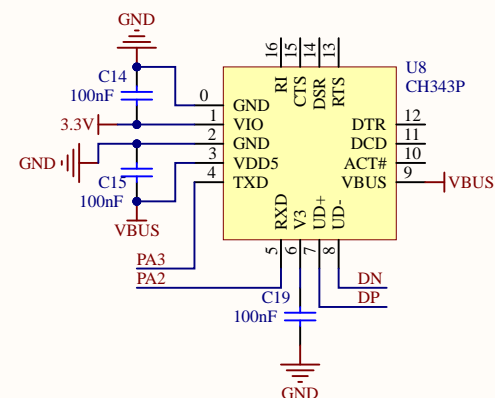 GND
16
15
14
13
U8
CH343P
C14
100nF
RI
CTS
DSR
RTS
0
GND
3.3V
1
VIO
DTR
12
2
GND
DCD
11
GND
3
VDD5
ACT#
10
C15
100nF
4
TXD
VBUS
9
VBUS
VBUS
RXD
V3
UD+
UD-
5
6
7
8
PA3
PA2
DN
DP
C19
100nF
GND